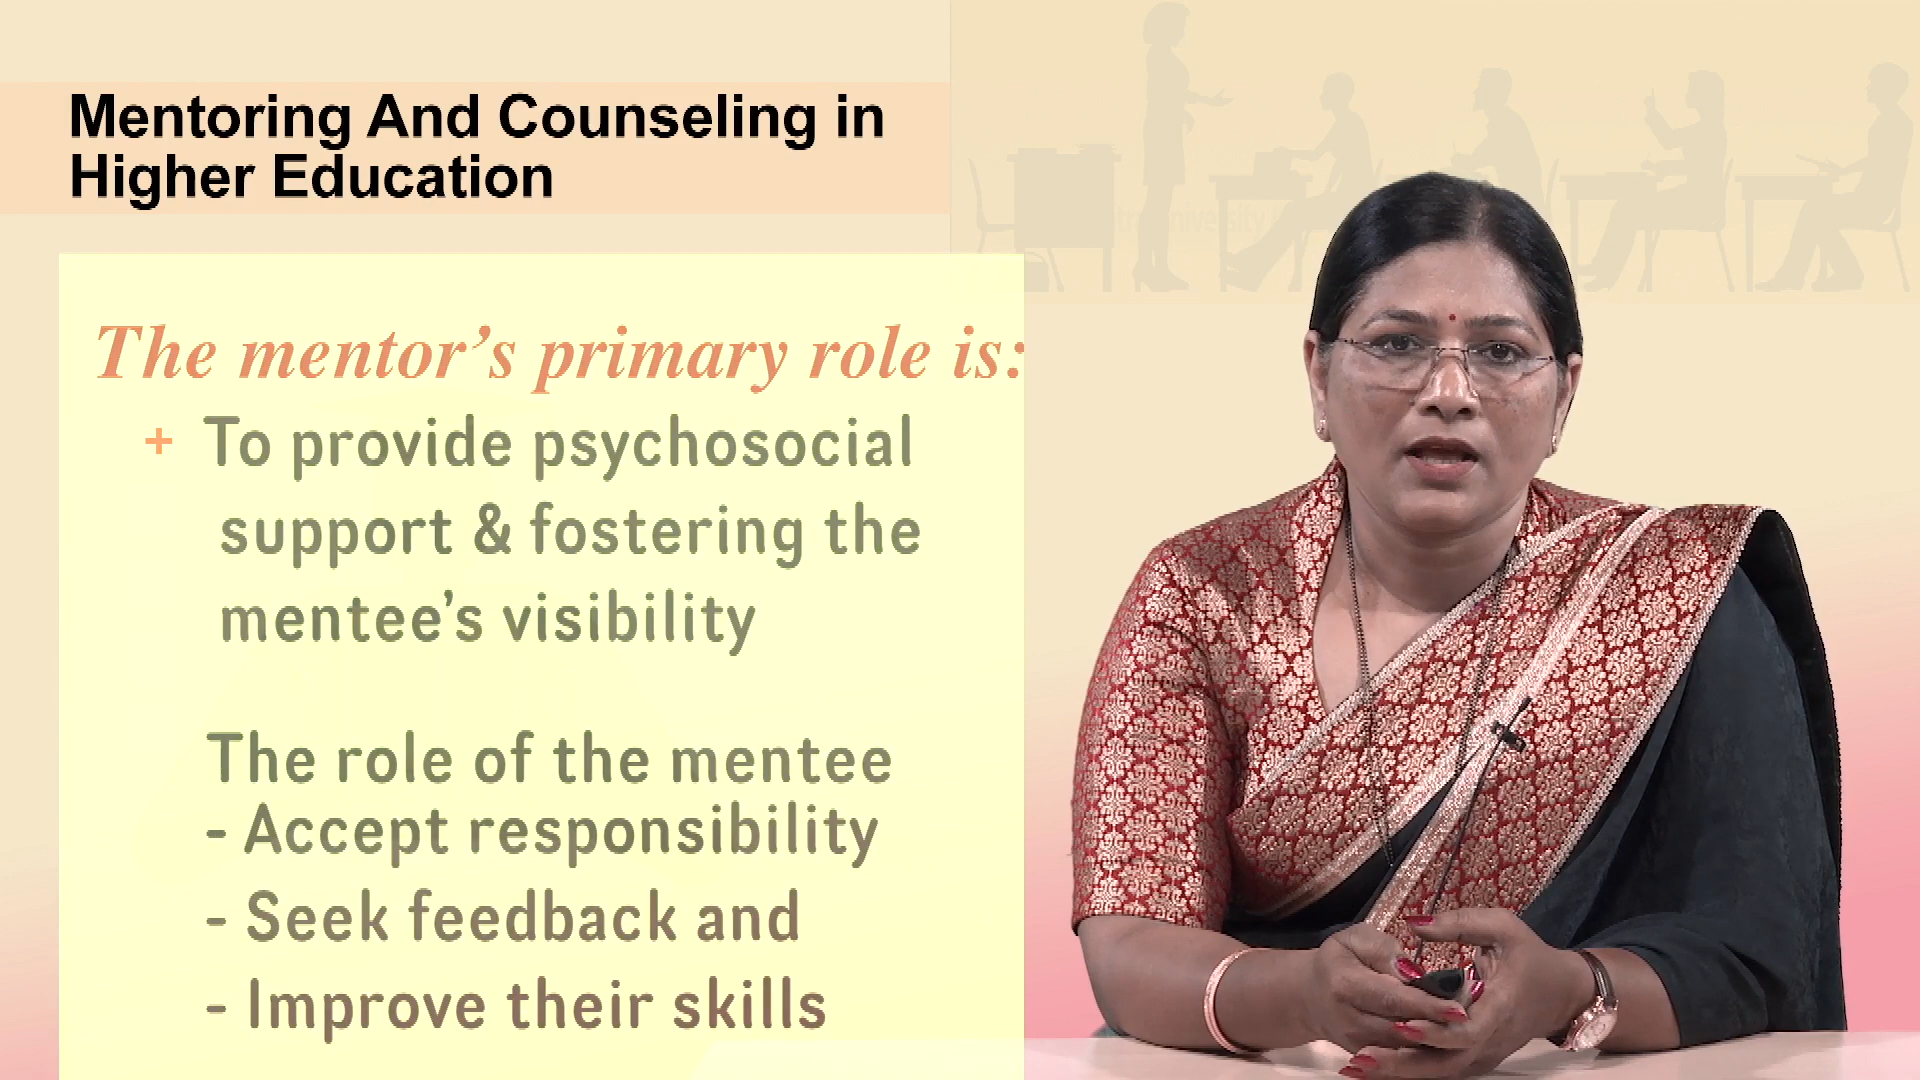 Mentoring And Counseling in
Higher Education
The mentor’s primary role is:
+ To provide psychosocial
support & fostering the
mentee’s visibility
The role of the mentee
- Accept responsibility
- Seek feedback and
- Improve their skills